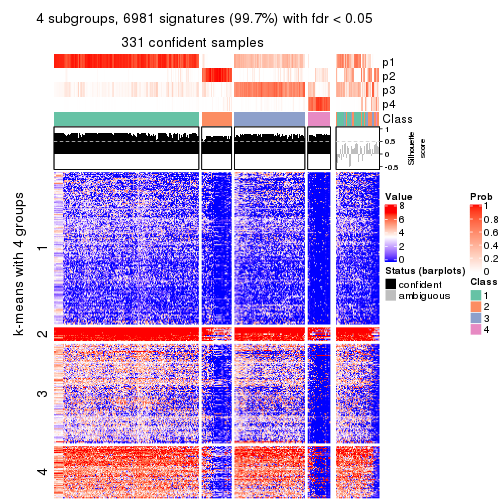 4 subgroups, 6981 signatures (99.7%) with fdr < 0.05
331 confident samples
p1
p2
p3
p4
Class
1
0.5
0
-0.5
Silhouette
score
k-means with 4 groups
1
2
3
4
Value
8
6
4
2
0
Status (barplots)
confident
ambiguous
Prob
1
0.8
0.6
0.4
0.2
0
Class
1
2
3
4